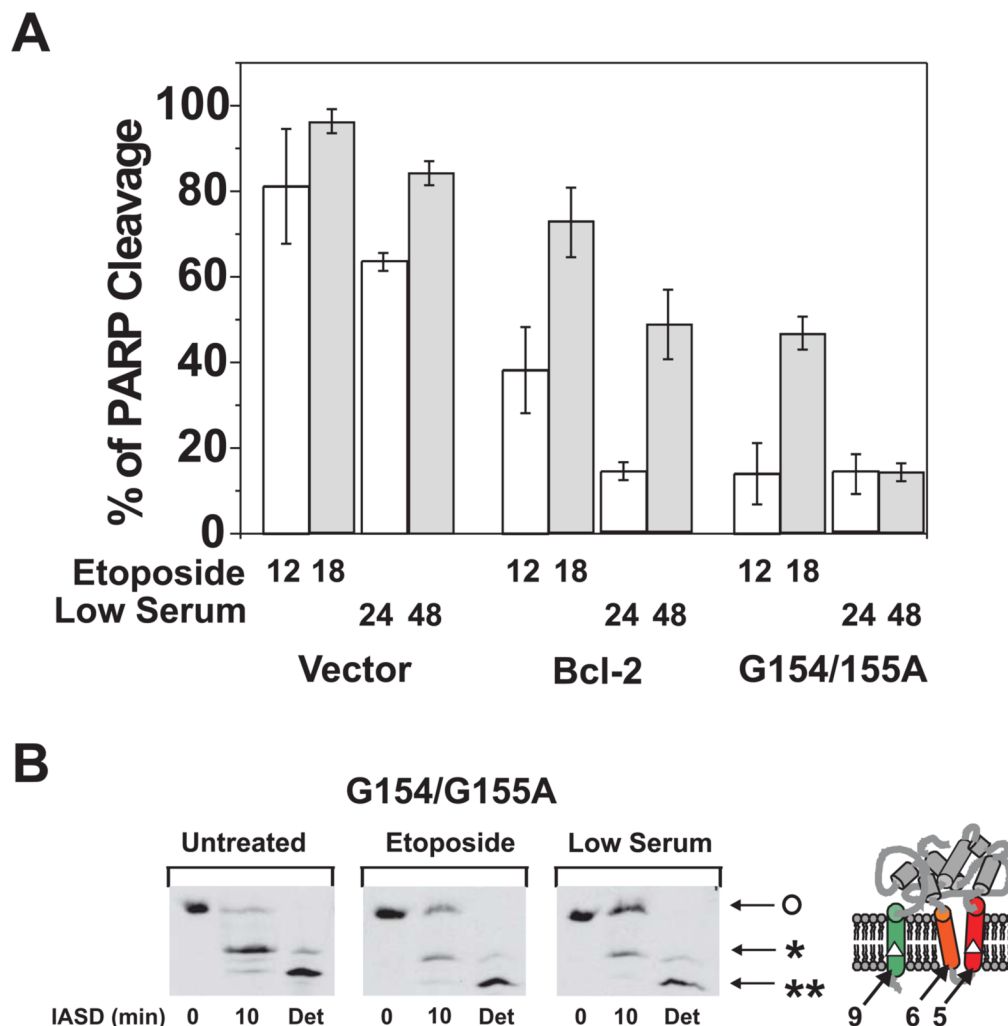 A
% of PARP Cleavage
100
80
60
40
20
0
Etoposide 12 18 12 18 12 18
Low Serum 24 48 24 48 24 48
Vector Bcl-2 G154/155A
B
G154/G155A
Untreated Etoposide Low Serum
O
*
**
IASD (min) 0 10 Det 0 10 Det 0 10 Det
9 6 5